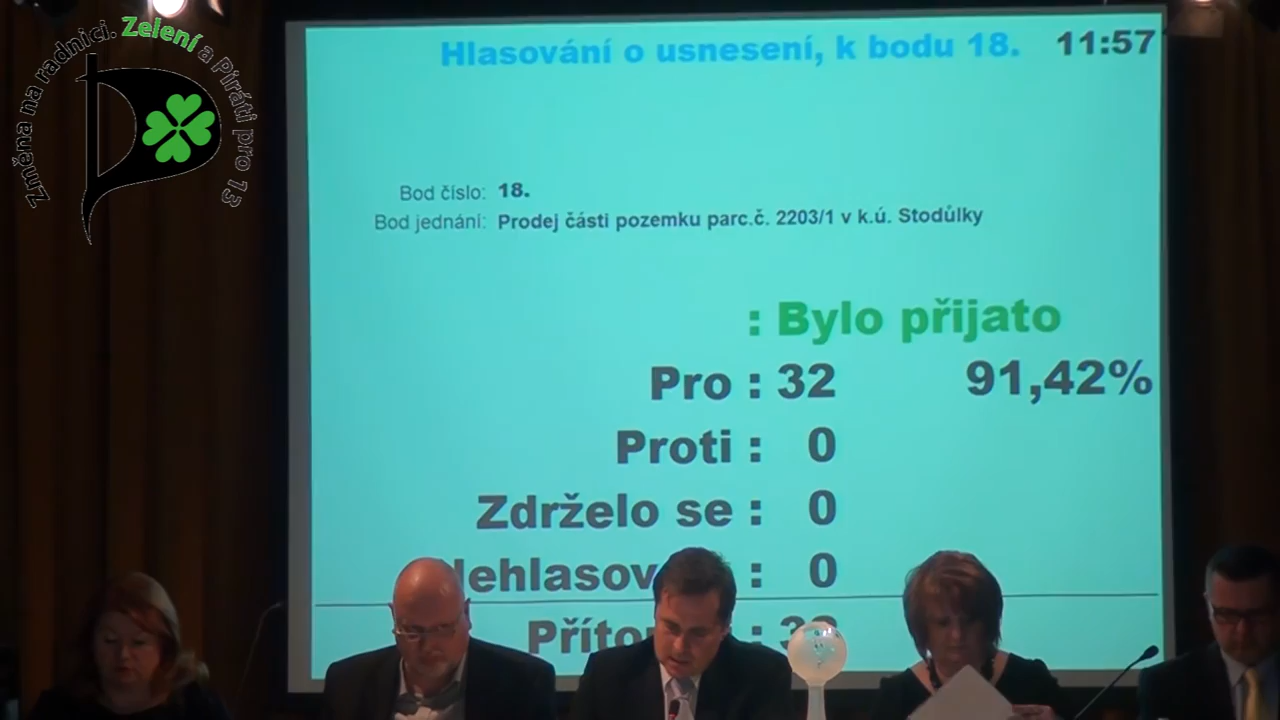 Změna na radnici. Zelení a Piráti pro 13
Hlasování o usnesení, k bodu 18. 11:57
Bod číslo: 18.
Bod jednání: Prodej části pozemku parc.č. 2203/1 v k.ú. Stodůlky
: Bylo přijato
Pro : 32 91,42%
Proti : 0
Zdrželo se : 0
: 0
: